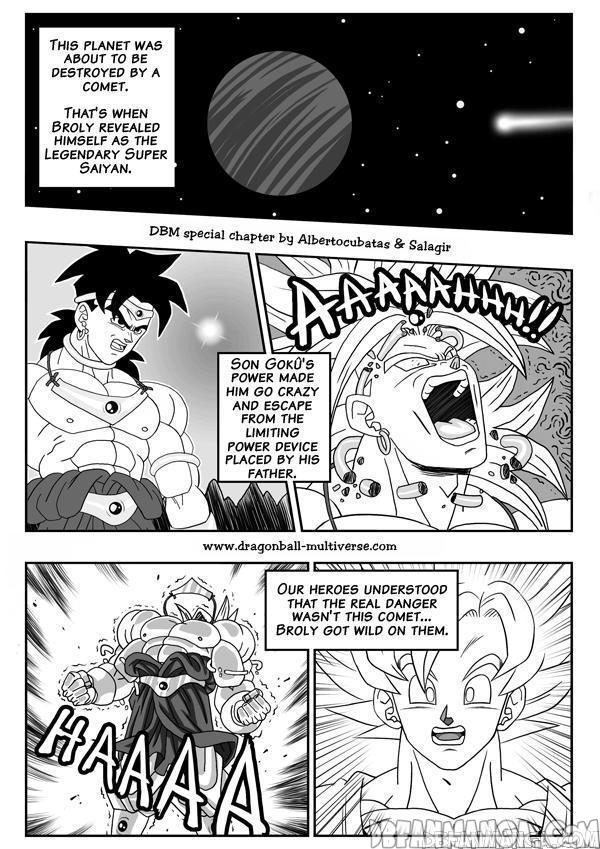 THIS PLANET WAS
ABOUT TO BE
DESTROYED BY A
COMET.
THAT'S WHEN
BROLY REVEALED
HIMSELF AS THE
LEGENDARY SUPER
SAIYAN.
DBM special chapter by Albertocubatas & Salagir
AAAAAHHH!!
SON GOKÛ'S
POWER MADE
HIM GO CRAZY
AND ESCAPE
FROM THE
LIMITING
POWER DEVICE
PLACED BY HIS
FATHER.
www.dragonball-multiverse.com
OUR HEROES UNDERSTOOD
THAT THE REAL DANGER
WASN'T THIS COMET...
BROLY GOT WILD ON THEM.
HAAAA